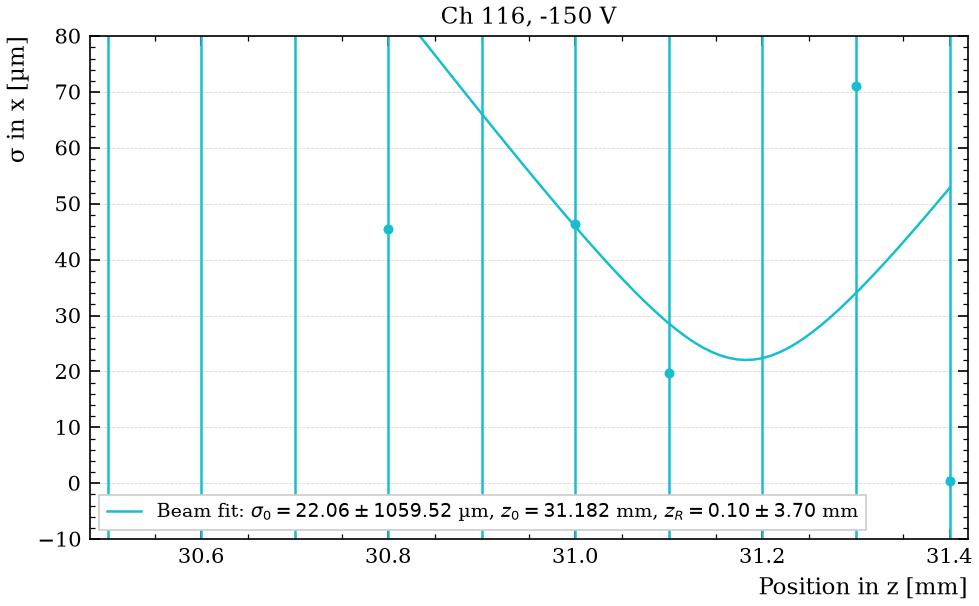 Ch 116, -150 V
σ in x [µm]
80
70
60
50
40
30
20
10
0
−10
Beam fit: σ₀ = 22.06 ± 1059.52 µm, z₀ = 31.182 mm, z_R = 0.10 ± 3.70 mm
30.6 30.8 31.0 31.2 31.4
Position in z [mm]